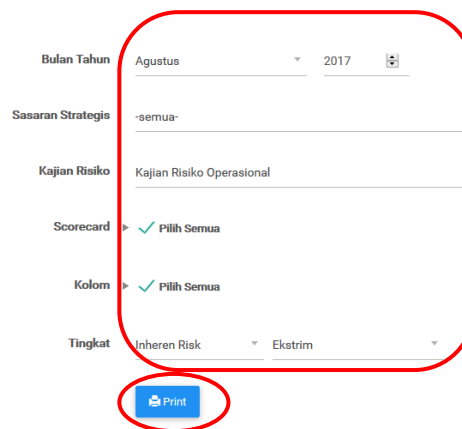 Bulan Tahun Agustus 2017
Sasaran Strategis -semua-
Kajian Risiko Kajian Risiko Operasional
Scorecard Pilih Semua
Kolom Pilih Semua
Tingkat Inheren Risk Ekstrim
Print